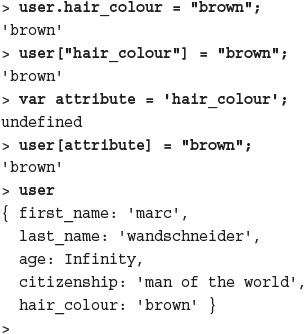 > user.hair_colour = "brown";
'brown'
> user["hair_colour"] = "brown";
'brown'
> var attribute = 'hair_colour';
undefined
> user[attribute] = "brown";
'brown'
> user
{ first_name: 'marc',
  last_name: 'wandschneider',
  age: Infinity,
  citizenship: 'man of the world',
  hair_colour: 'brown' }
>